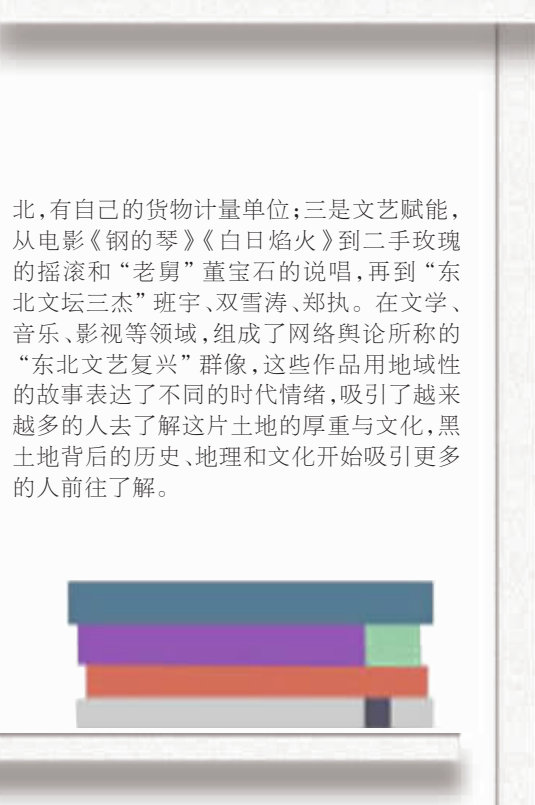 北,有自己的货物计量单位;三是文艺赋能,
从电影《钢的琴》《白日焰火》到二手玫瑰
的摇滚和“老舅”董宝石的说唱,再到“东
北文坛三杰”班宇、双雪涛、郑执。在文学、
音乐、影视等领域,组成了网络舆论所称的
“东北文艺复兴”群像,这些作品用地域性
的故事表达了不同的时代情绪,吸引了越来
越多的人去了解这片土地的厚重与文化,黑
土地背后的历史、地理和文化开始吸引更多
的人前往了解。